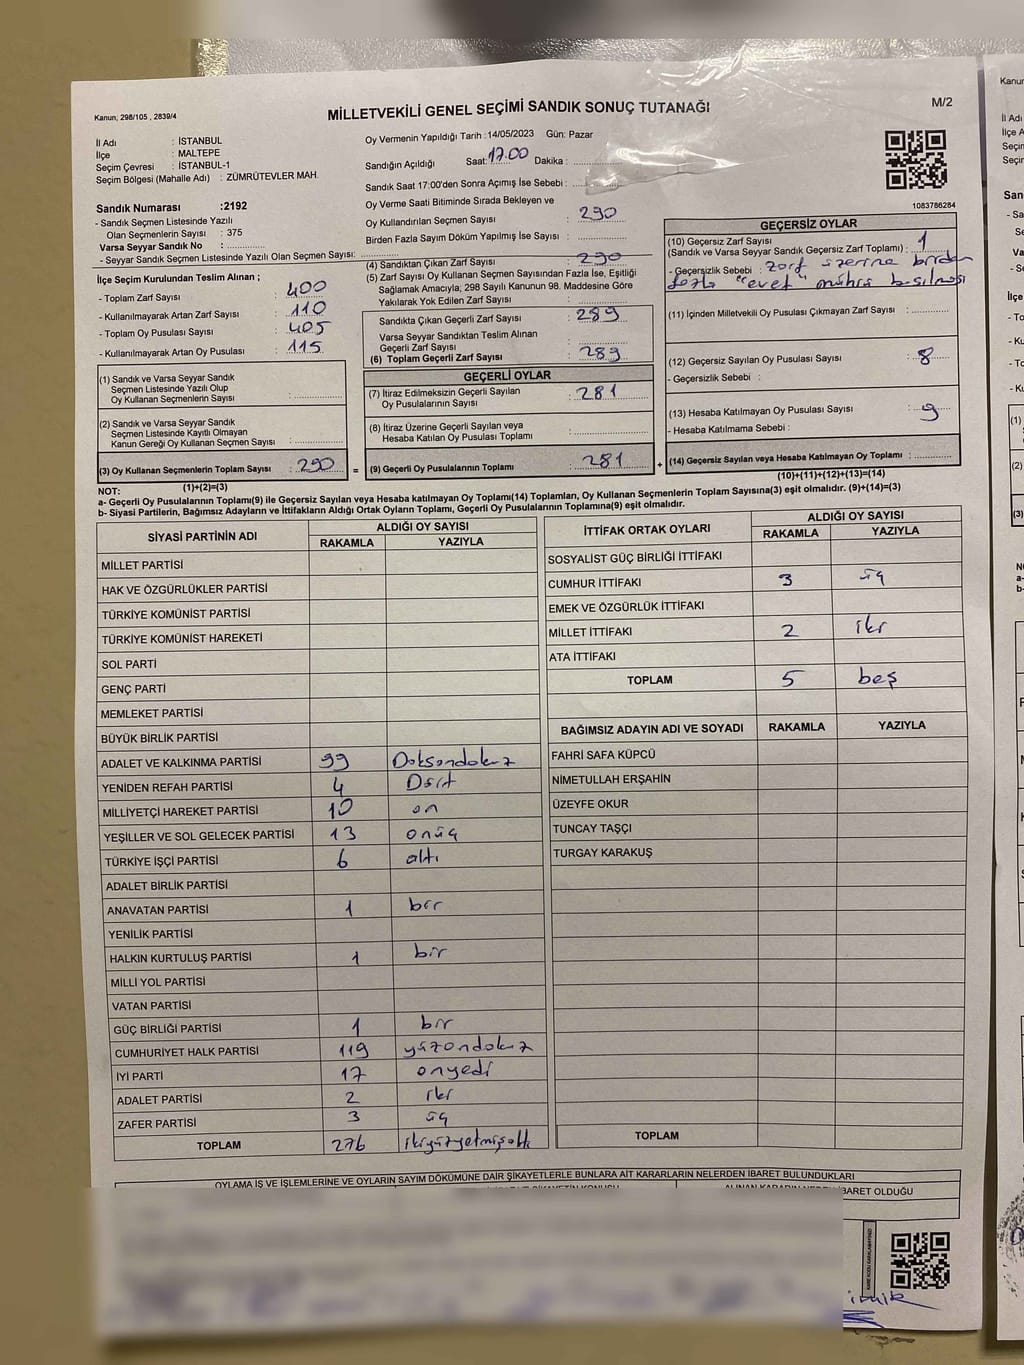 Kanun; 298/105 , 2839/4
MİLLETVEKİLİ GENEL SEÇİMİ SANDIK SONUÇ TUTANAĞI
M/2
İl Adı : İSTANBUL
İlçe : MALTEPE
Seçim Çevresi : İSTANBUL-1
Seçim Bölgesi (Mahalle Adı) : ZÜMRÜTEVLER MAH.
Sandık Numarası :2192
- Sandık Seçmen Listesinde Yazılı
Olan Seçmenlerin Sayısı : 375
Varsa Seyyar Sandık No :
- Seyyar Sandık Seçmen Listesinde Yazılı Olan Seçmen Sayısı:
Oy Vermenin Yapıldığı Tarih :14/05/2023 Gün: Pazar
Sandığın Açıldığı Saat:17.00 Dakika :
Sandık Saat 17:00'den Sonra Açımış İse Sebebi :
Oy Verme Saati Bitiminde Sırada Bekleyen ve
Oy Kullandırılan Seçmen Sayısı : 290
Birden Fazla Sayım Döküm Yapılmış İse Sayısı :
1083786284
İlçe Seçim Kurulundan Teslim Alınan ;
- Toplam Zarf Sayısı : 400
- Kullanılmayarak Artan Zarf Sayısı : 110
- Toplam Oy Pusulası Sayısı : 405
- Kullanılmayarak Artan Oy Pusulası : 115
(1) Sandık ve Varsa Seyyar Sandık
Seçmen Listesinde Yazılı Olup
Oy Kullanan Seçmenlerin Sayısı :
(2) Sandık ve Varsa Seyyar Sandık
Seçmen Listesinde Kayıtlı Olmayan
Kanun Gereği Oy Kullanan Seçmen Sayısı :
(3) Oy Kullanan Seçmenlerin Toplam Sayısı : 290 =
(1)+(2)=(3)
(4) Sandıktan Çıkan Zarf Sayısı : 290
(5) Zarf Sayısı Oy Kullanan Seçmen Sayısından Fazla İse, Eşitliği
Sağlamak Amacıyla; 298 Sayılı Kanunun 98. Maddesine Göre
Yakılarak Yok Edilen Zarf Sayısı :
Sandıkta Çıkan Geçerli Zarf Sayısı : 289
Varsa Seyyar Sandıktan Teslim Alınan
Geçerli Zarf Sayısı :
(6) Toplam Geçerli Zarf Sayısı : 289
GEÇERLİ OYLAR
(7) İtiraz Edilmeksizin Geçerli Sayılan
Oy Pusulalarının Sayısı : 281
(8) İtiraz Üzerine Geçerli Sayılan veya
Hesaba Katılan Oy Pusulası Toplamı :
(9) Geçerli Oy Pusulalarının Toplamı : 281 +
GEÇERSİZ OYLAR
(10) Geçersiz Zarf Sayısı
(Sandık ve Varsa Seyyar Sandık Geçersiz Zarf Toplamı) : 1
- Geçersizlik Sebebi : zarf üzerine birden
fazla "evet" mührü basılması
(11) İçinden Milletvekili Oy Pusulası Çıkmayan Zarf Sayısı :
(12) Geçersiz Sayılan Oy Pusulası Sayısı : 8
- Geçersizlik Sebebi :
(13) Hesaba Katılmayan Oy Pusulası Sayısı : 9
- Hesaba Katılmama Sebebi :
(14) Geçersiz Sayılan veya Hesaba Katılmayan Oy Toplamı :
(10)+(11)+(12)+(13)=(14)
NOT:
a- Geçerli Oy Pusulalarının Toplamı(9) ile Geçersiz Sayılan veya Hesaba katılmayan Oy Toplamı(14) Toplamları, Oy Kullanan Seçmenlerin Toplam Sayısına(3) eşit olmalıdır. (9)+(14)=(3)
b- Siyasi Partilerin, Bağımsız Adayların ve İttifakların Aldığı Ortak Oyların Toplamı, Geçerli Oy Pusulalarının Toplamına(9) eşit olmalıdır.
SİYASİ PARTİNİN ADI ALDIĞI OY SAYISI
RAKAMLA YAZIYLA
MİLLET PARTİSİ
HAK VE ÖZGÜRLÜKLER PARTİSİ
TÜRKİYE KOMÜNİST PARTİSİ
TÜRKİYE KOMÜNİST HAREKETİ
SOL PARTİ
GENÇ PARTİ
MEMLEKET PARTİSİ
BÜYÜK BİRLİK PARTİSİ
ADALET VE KALKINMA PARTİSİ 99 Doksandokuz
YENİDEN REFAH PARTİSİ 4 Dört
MİLLİYETÇİ HAREKET PARTİSİ 10 on
YEŞİLLER VE SOL GELECEK PARTİSİ 13 onüç
TÜRKİYE İŞÇİ PARTİSİ 6 altı
ADALET BİRLİK PARTİSİ
ANAVATAN PARTİSİ 1 bir
YENİLİK PARTİSİ
HALKIN KURTULUŞ PARTİSİ 1 bir
MİLLİ YOL PARTİSİ
VATAN PARTİSİ
GÜÇ BİRLİĞİ PARTİSİ 1 bir
CUMHURİYET HALK PARTİSİ 119 yüzondokuz
İYİ PARTİ 17 onyedi
ADALET PARTİSİ 2 iki
ZAFER PARTİSİ 3 üç
TOPLAM 276 ikiyüzyetmişaltı
İTTİFAK ORTAK OYLARI ALDIĞI OY SAYISI
RAKAMLA YAZIYLA
SOSYALİST GÜÇ BİRLİĞİ İTTİFAKI
CUMHUR İTTİFAKI 3 üç
EMEK VE ÖZGÜRLÜK İTTİFAKI
MİLLET İTTİFAKI 2 iki
ATA İTTİFAKI
TOPLAM 5 beş
BAĞIMSIZ ADAYIN ADI VE SOYADI RAKAMLA YAZIYLA
FAHRİ SAFA KÜPCÜ
NİMETULLAH ERŞAHİN
ÜZEYFE OKUR
TUNCAY TAŞÇI
TURGAY KARAKUŞ
TOPLAM
OYLAMA İŞ VE İŞLEMLERİNE VE OYLARIN SAYIM DÖKÜMÜNE DAİR ŞİKAYETLERLE BUNLARA AİT KARARLARIN NELERDEN İBARET BULUNDUKLARI
İBARET OLDUĞU